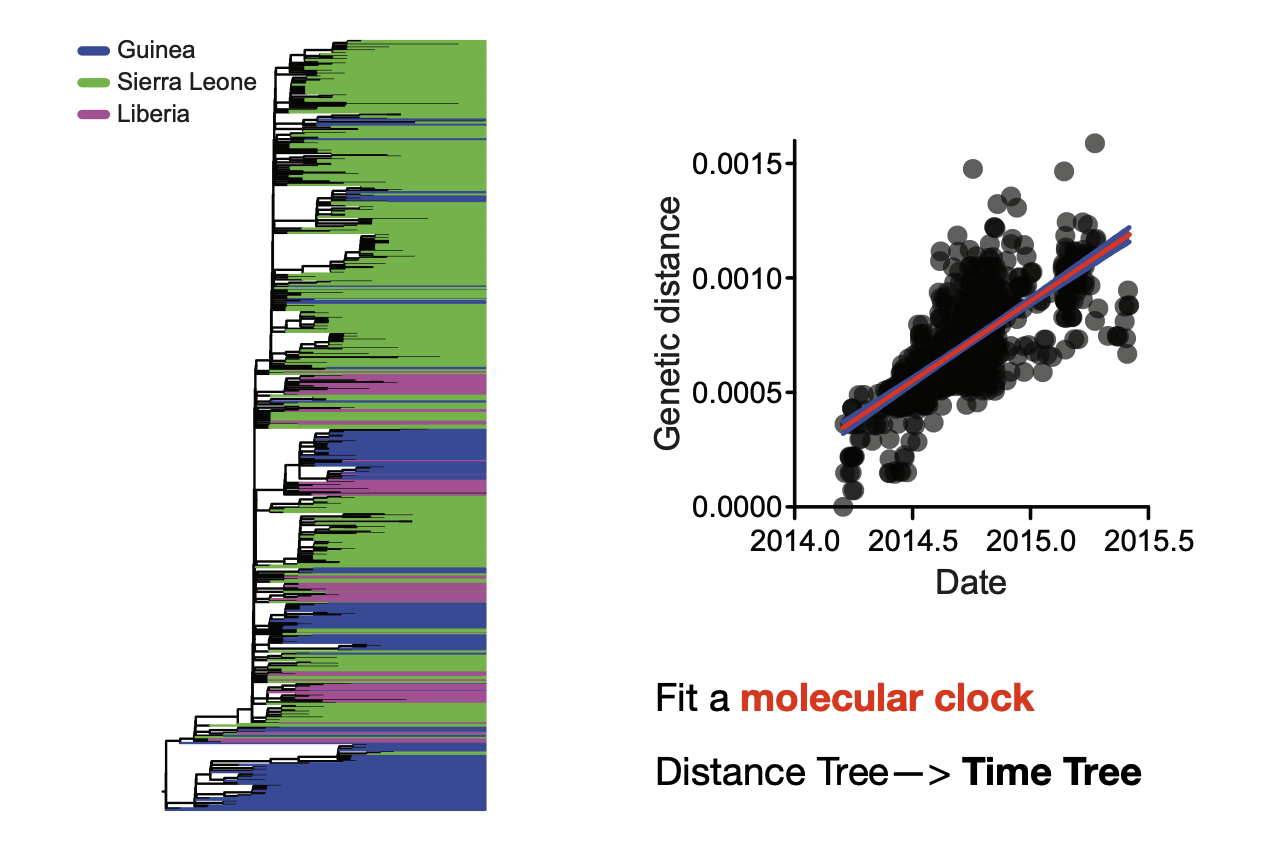 Guinea
Sierra Leone
Liberia
0.0015
0.0010
0.0005
0.0000
Genetic distance
2014.0 2014.5 2015.0 2015.5
Date
Fit a molecular clock
Distance Tree—> Time Tree